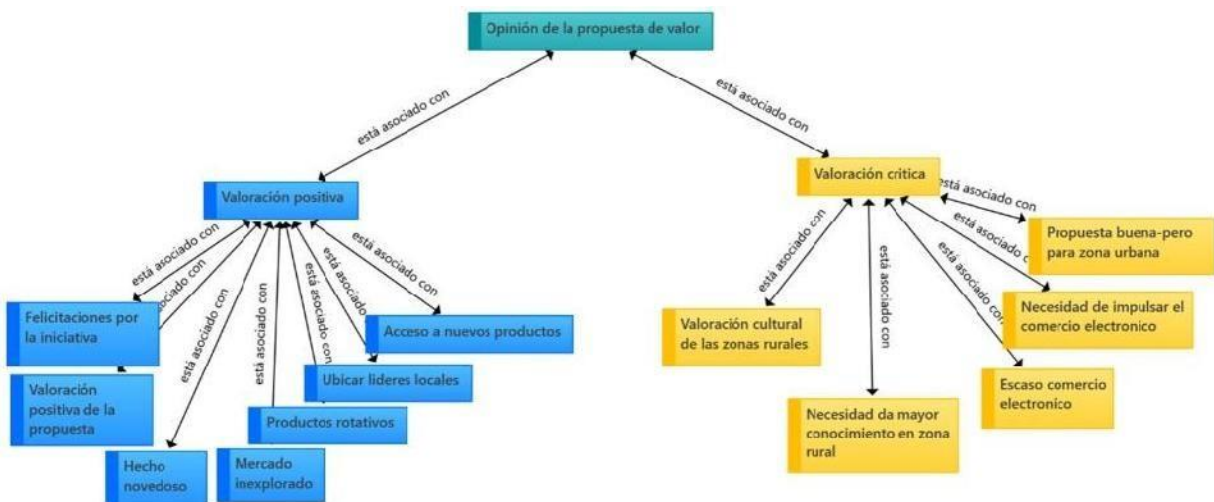 Opinión de la propuesta de valor
está asociado con
está asociado con
Valoración positiva
Valoración critica
está asociado con
está asociado con
está asociado con
está asociado con
está asociado con
está asociado con
está asociado
asociado con
está asociado con
está asociado con
está asociado con
está asociado c
está asociado con
Propuesta buena-pero
para zona urbana
Felicitaciones por
la iniciativa
Acceso a nuevos productos
Valoración cultural
de las zonas rurales
Necesidad de impulsar el
comercio electronico
Valoración
positiva de la
propuesta
Ubicar lideres locales
Escaso comercio
electronico
Productos rotativos
Necesidad da mayor
conocimiento en zona
rural
Hecho
novedoso
Mercado
inexplorado